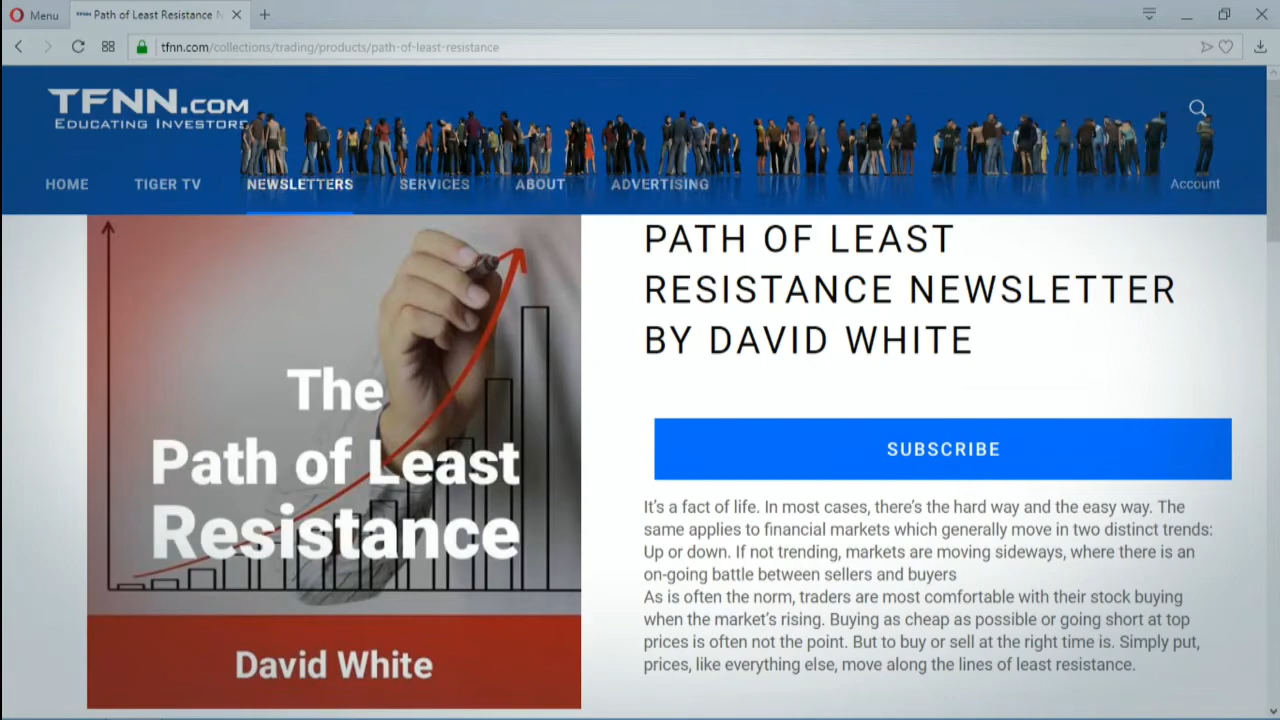 Menu
Path of Least Resistance N
tfnn.com/collections/trading/products/path-of-least-resistance
TFNN.COM
EDUCATING INVESTORS
HOME
TIGER TV
NEWSLETTERS
SERVICES
ABOUT
ADVERTISING
Account
The
Path of Least
Resistance
David White
PATH OF LEAST
RESISTANCE NEWSLETTER
BY DAVID WHITE
SUBSCRIBE
It's a fact of life. In most cases, there's the hard way and the easy way. The
same applies to financial markets which generally move in two distinct trends:
Up or down. If not trending, markets are moving sideways, where there is an
on-going battle between sellers and buyers
As is often the norm, traders are most comfortable with their stock buying
when the market's rising. Buying as cheap as possible or going short at top
prices is often not the point. But to buy or sell at the right time is. Simply put,
prices, like everything else, move along the lines of least resistance.